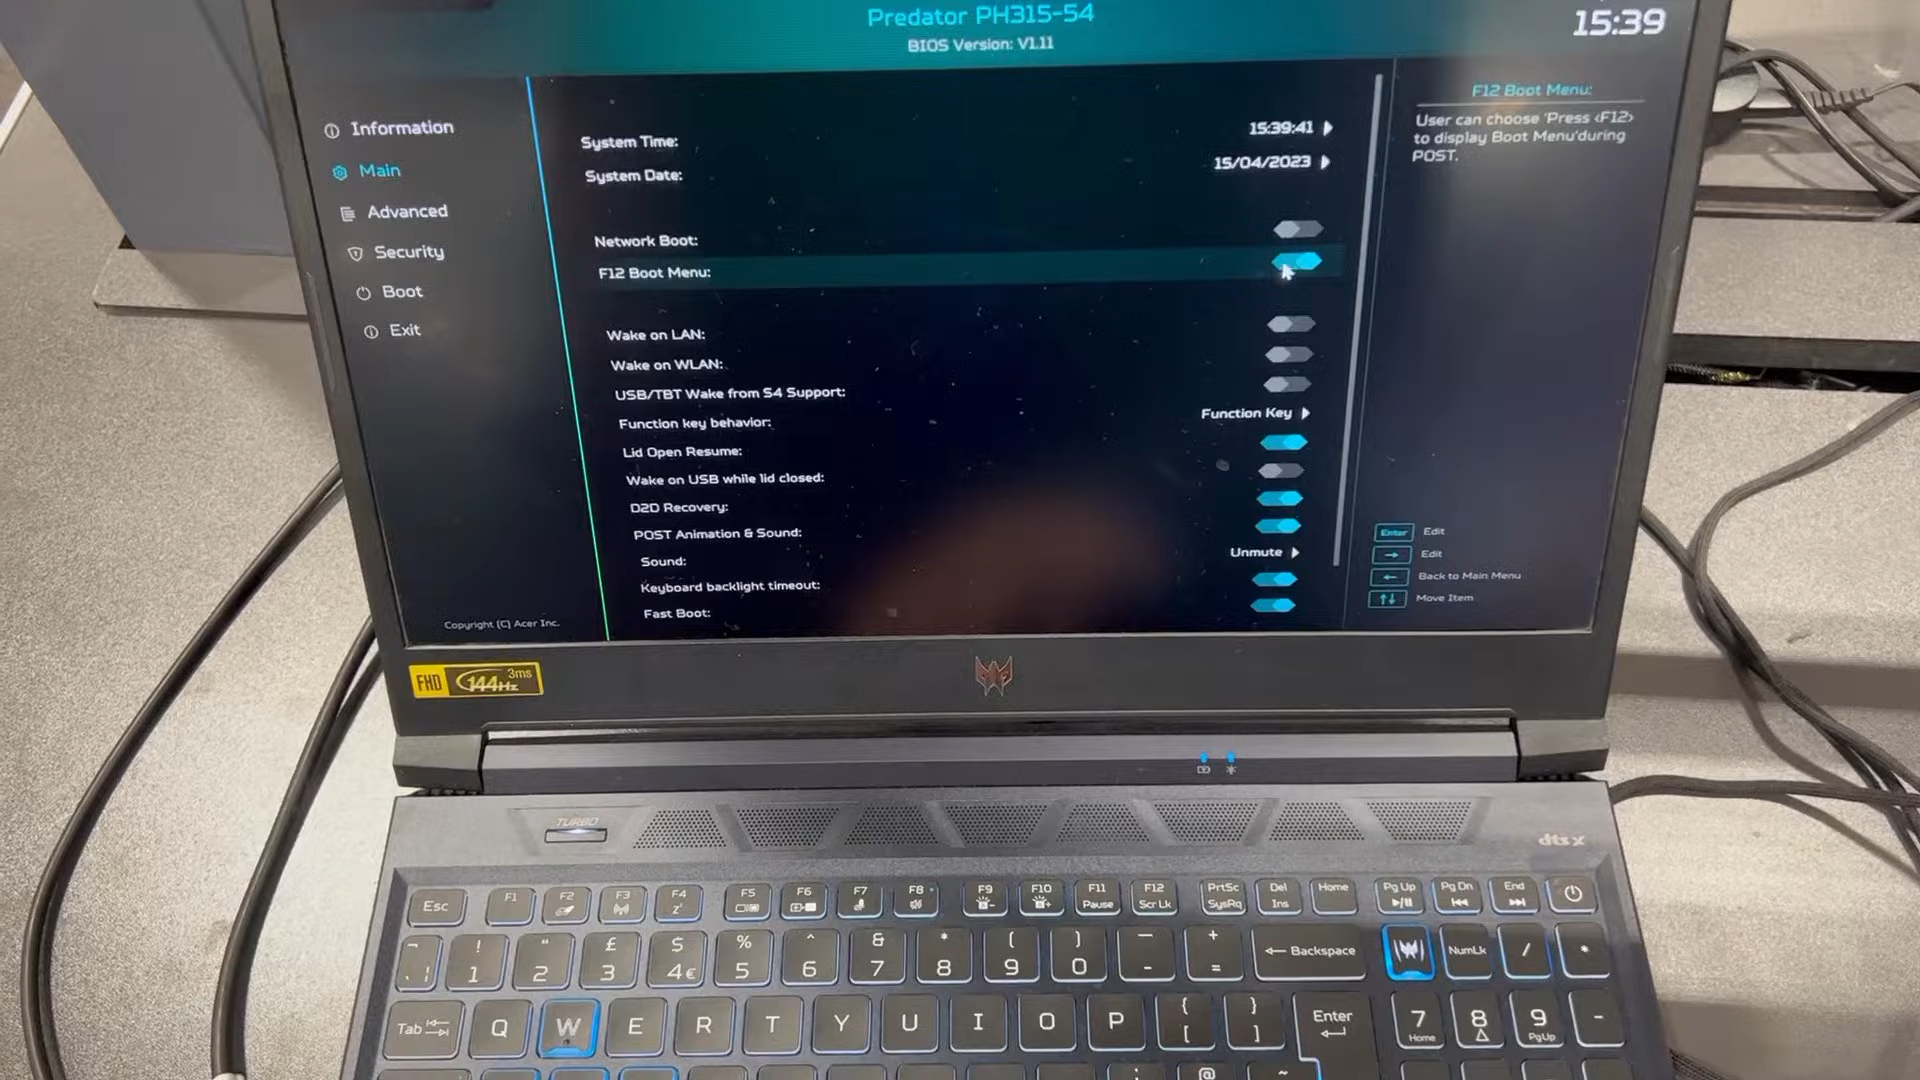 Predator PH315-54
BIOS Version: V1.11
15:39
Information
Main
Advanced
Security
Boot
Exit
System Time:
15:39:41
System Date:
15/04/2023
Network Boot:
F12 Boot Menu:
Wake on LAN:
Wake on WLAN:
USB/TBT Wake from S4 Support:
Function key behavior:
Function Key
Lid Open Resume:
Wake on USB while lid closed:
D2D Recovery:
POST Animation & Sound:
Sound:
Unmute
Keyboard backlight timeout:
Fast Boot:
F12 Boot Menu:
User can choose 'Press <F12>
to display Boot Menu'during
POST.
Enter Edit
→ Edit
← Back to Main Menu
↑↓ Move Item
Copyright (C) Acer Inc.
FHD 144Hz 3ms
TURBO
dts X
Esc F1 F2 F3 F4 F5 F6 F7 F8 F9 F10 F11 F12 PrtSc Del Home Pg Up Pg Dn End
z Pause Scr Lk SysRq Ins
¬ ! " £ $ % ^ & * ( ) — +
` ¦ 1 2 3 4 € 5 6 7 8 9 0 - = ← Backspace NumLk / *
Tab Q W E R T Y U I O P { [ } ] Enter 7 8 9 -
Home PgUp
@ ~